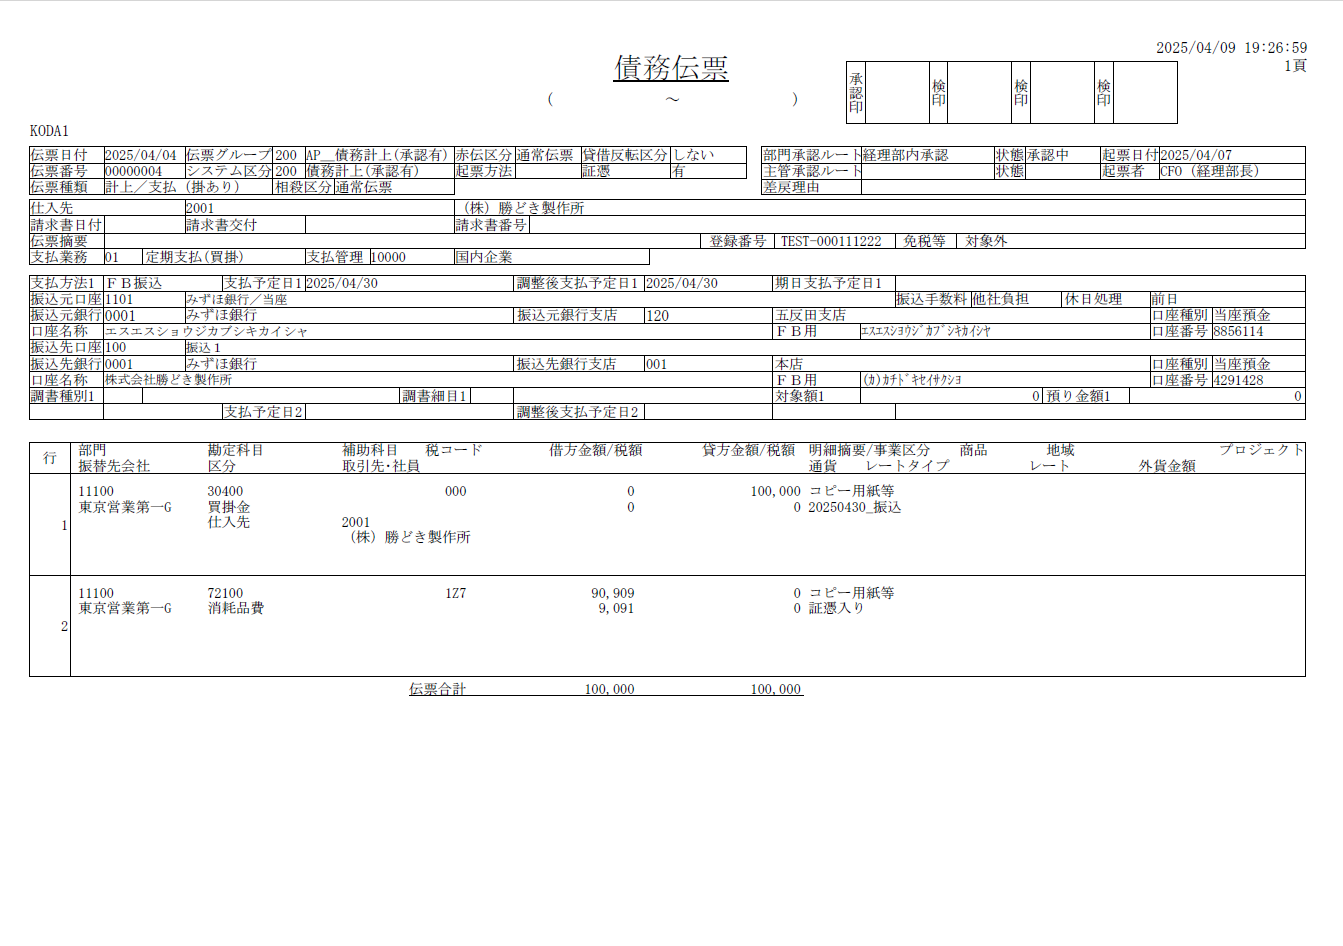 2025/04/09 19:26:59
1頁
債務伝票
( ～ )
承認印 検印 検印 検印
KODA1
伝票日付 2025/04/04 伝票グループ 200 AP__債務計上(承認有) 赤伝区分 通常伝票 貸借反転区分 しない 部門承認ルート 経理部内承認 状態 承認中 起票日付 2025/04/07
伝票番号 00000004 システム区分 200 債務計上(承認有) 起票方法 証憑 有 主管承認ルート 状態 起票者 CFO（経理部長）
伝票種類 計上／支払（掛あり） 相殺区分 通常伝票 差戻理由
仕入先 2001 （株）勝どき製作所
請求書日付 請求書交付 請求書番号
伝票摘要 登録番号 TEST-000111222 免税等 対象外
支払業務 01 定期支払(買掛) 支払管理 10000 国内企業
支払方法1 ＦＢ振込 支払予定日1 2025/04/30 調整後支払予定日1 2025/04/30 期日支払予定日1
振込元口座 1101 みずほ銀行／当座 振込手数料 他社負担 休日処理 前日
振込元銀行 0001 みずほ銀行 振込元銀行支店 120 五反田支店 口座種別 当座預金
口座名称 エスエスショウジカブシキカイシャ ＦＢ用 ｴｽｴｽｼｮｳｼﾞｶﾌﾞｼｷｶｲｼﾔ 口座番号 8856114
振込先口座 100 振込１
振込先銀行 0001 みずほ銀行 振込先銀行支店 001 本店 口座種別 当座預金
口座名称 株式会社勝どき製作所 ＦＢ用 (ｶ)ｶﾁﾄﾞｷｾｲｻｸｼﾖ 口座番号 4291428
調書種別1 調書細目1 対象額1 0 預り金額1 0
支払予定日2 調整後支払予定日2
行 部門 勘定科目 補助科目 税コード 借方金額/税額 貸方金額/税額 明細摘要/事業区分 商品 地域 プロジェクト
振替先会社 区分 取引先･社員 通貨 レートタイプ レート 外貨金額
11100 30400 000 0 100,000 コピー用紙等
東京営業第一G 買掛金 0 0 20250430_振込
1 仕入先 2001
（株）勝どき製作所
11100 72100 1Z7 90,909 0 コピー用紙等
東京営業第一G 消耗品費 9,091 0 証憑入り
2
伝票合計 100,000 100,000